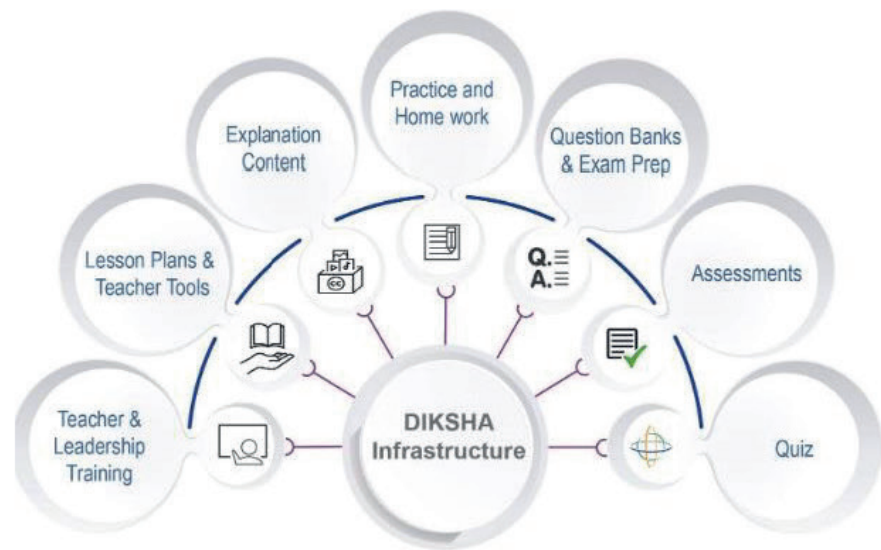 Practice and
Home work
Explanation
Content
Question Banks
& Exam Prep
Lesson Plans &
Teacher Tools
Assessments
Teacher &
Leadership
Training
Quiz
Q.
A.
cc
DIKSHA
Infrastructure